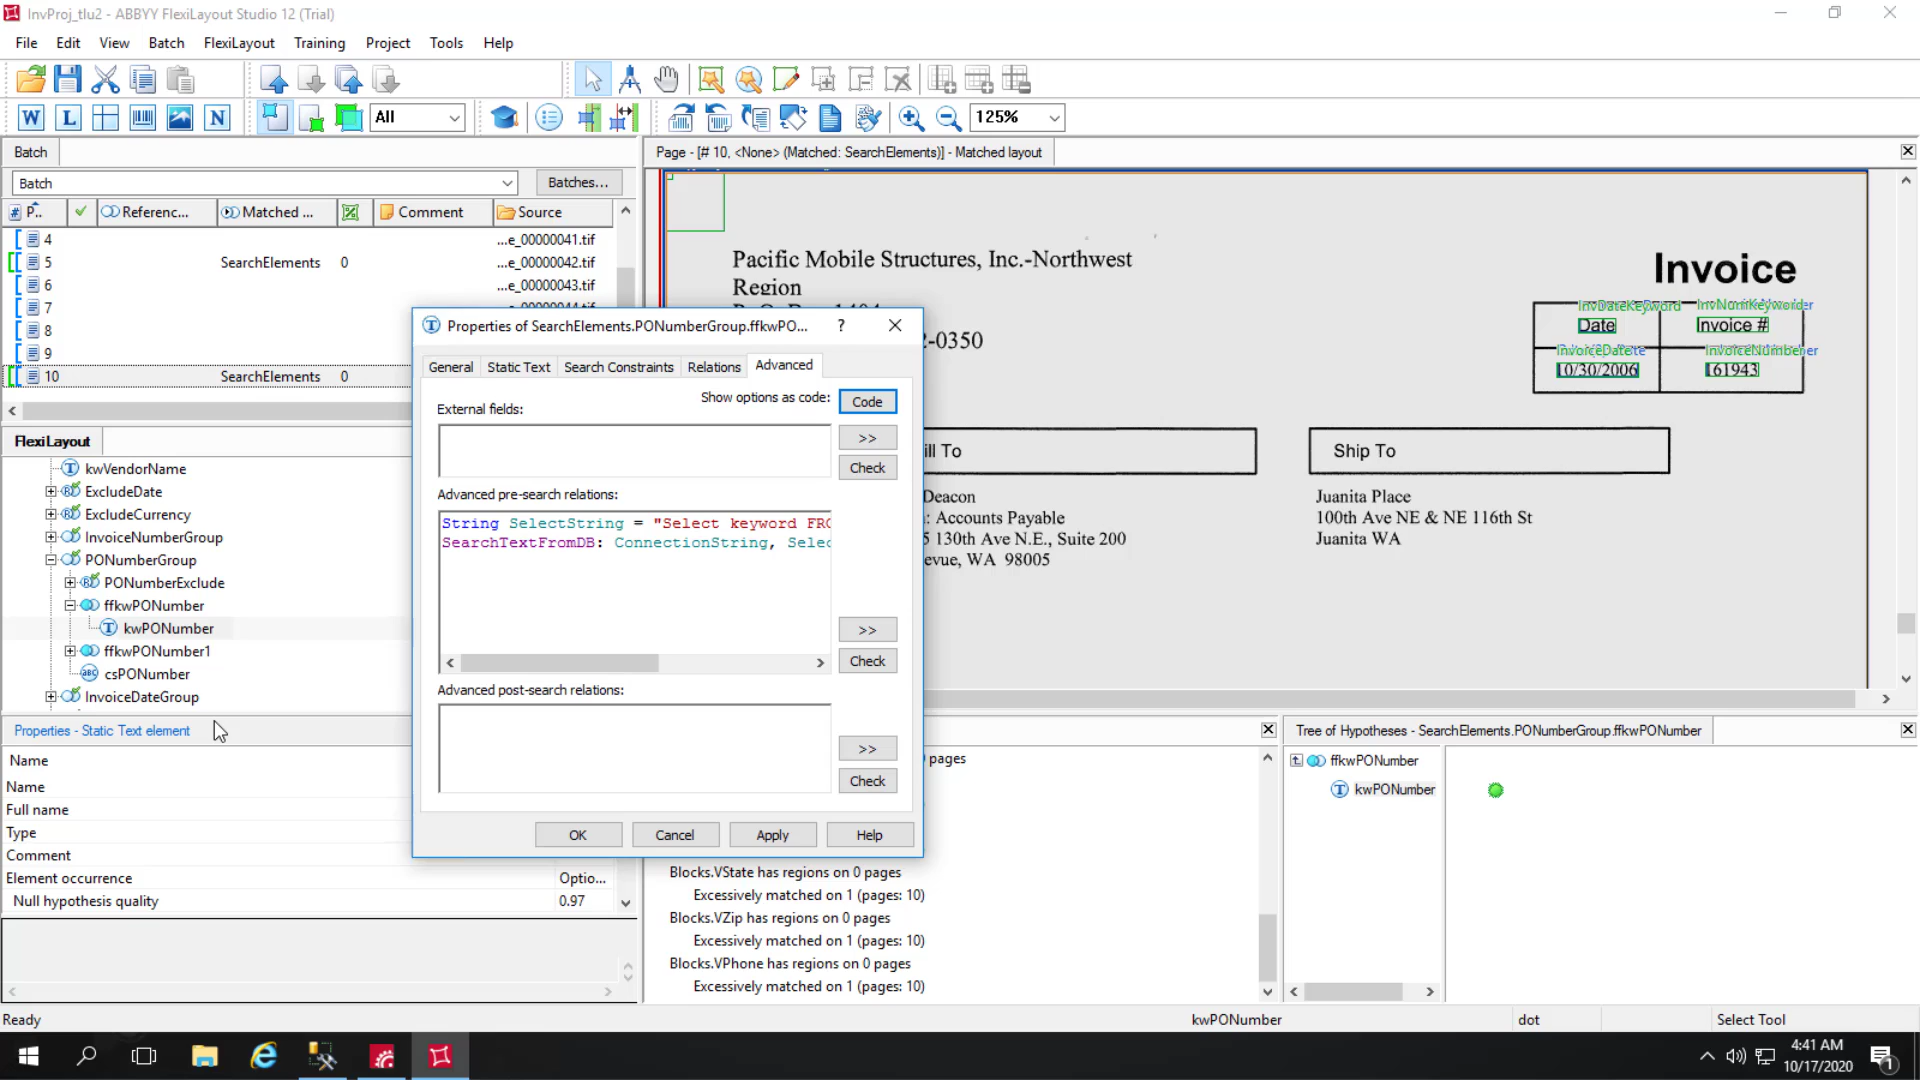 InvProj_tlu2 - ABBYY FlexiLayout Studio 12 (Trial)
File Edit View Batch FlexiLayout Training Project Tools Help
W L N All 125%
Batch
Page - [# 10, <None> (Matched: SearchElements)] - Matched layout
Batch Batches...
# P.. Referenc... Matched ... Comment Source
4 ...e_00000041.tif
5 SearchElements 0 ...e_00000042.tif
6 ...e_00000043.tif
7
8
9
10 SearchElements 0
Pacific Mobile Structures, Inc.-Northwest
Region
2-0350
Invoice
InvDateKeyword
Date Invoice #
10/30/2006 161943
ill To
Ship To
Deacon
: Accounts Payable
5 130th Ave N.E., Suite 200
evue, WA 98005
Juanita Place
100th Ave NE & NE 116th St
Juanita WA
FlexiLayout
kwVendorName
ExcludeDate
ExcludeCurrency
InvoiceNumberGroup
PONumberGroup
PONumberExclude
ffkwPONumber
kwPONumber
ffkwPONumber1
csPONumber
InvoiceDateGroup
Properties of SearchElements.PONumberGroup.ffkwPO... ?
General Static Text Search Constraints Relations Advanced
Show options as code: Code
External fields:
>>
Check
Advanced pre-search relations:
String SelectString = "Select keyword FRO
SearchTextFromDB: ConnectionString, Selec
>>
Check
Advanced post-search relations:
>>
Check
OK Cancel Apply Help
Properties - Static Text element
Name
Name
Full name
Type
Comment
Element occurrence Optio...
Null hypothesis quality 0.97
pages
Blocks.VState has regions on 0 pages
Excessively matched on 1 (pages: 10)
Blocks.VZip has regions on 0 pages
Excessively matched on 1 (pages: 10)
Blocks.VPhone has regions on 0 pages
Excessively matched on 1 (pages: 10)
Tree of Hypotheses - SearchElements.PONumberGroup.ffkwPONumber
ffkwPONumber
kwPONumber
Ready kwPONumber dot Select Tool
4:41 AM
10/17/2020
1